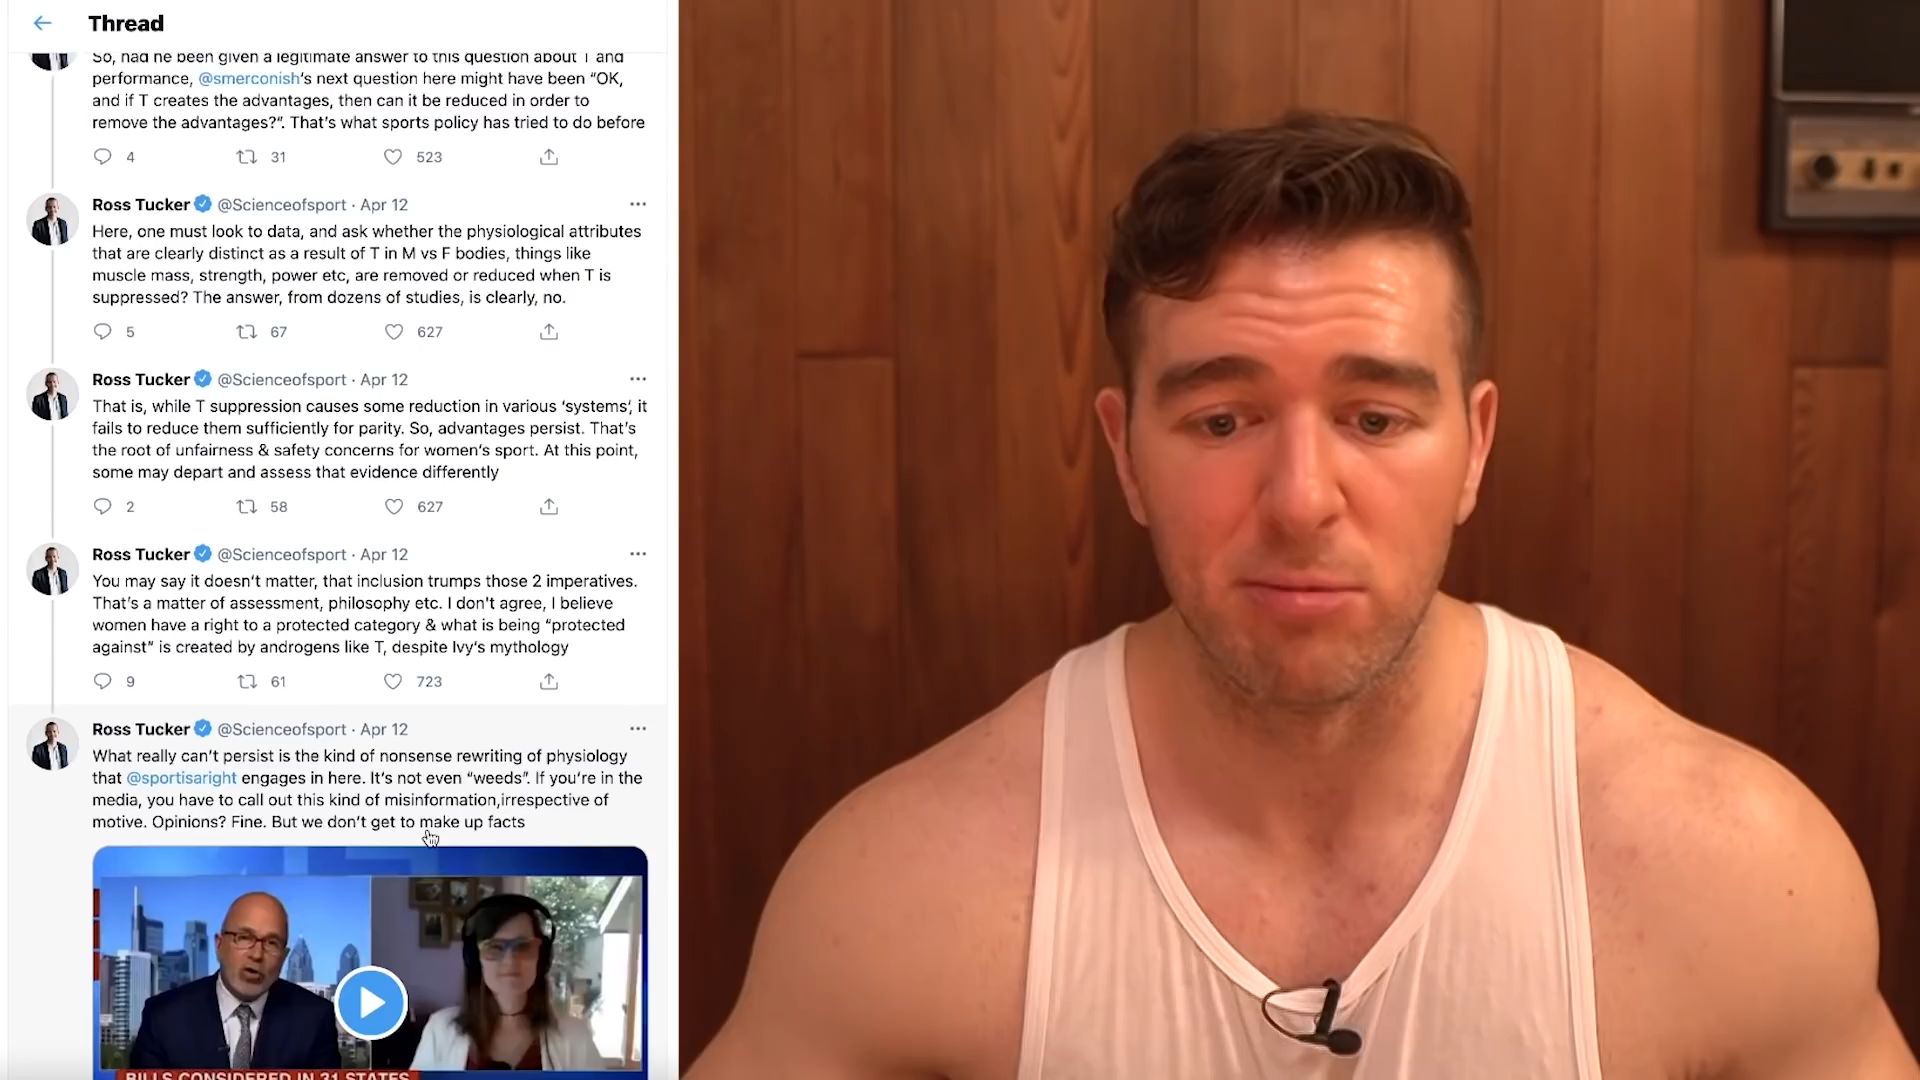 Thread
So, had he been given a legitimate answer to this question about T and
performance, @smerconish's next question here might have been “OK,
and if T creates the advantages, then can it be reduced in order to
remove the advantages?”. That's what sports policy has tried to do before
4 31 523
Ross Tucker @Scienceofsport · Apr 12
Here, one must look to data, and ask whether the physiological attributes
that are clearly distinct as a result of T in M vs F bodies, things like
muscle mass, strength, power etc, are removed or reduced when T is
suppressed? The answer, from dozens of studies, is clearly, no.
5 67 627
Ross Tucker @Scienceofsport · Apr 12
That is, while T suppression causes some reduction in various ‘systems’, it
fails to reduce them sufficiently for parity. So, advantages persist. That's
the root of unfairness & safety concerns for women's sport. At this point,
some may depart and assess that evidence differently
2 58 627
Ross Tucker @Scienceofsport · Apr 12
You may say it doesn't matter, that inclusion trumps those 2 imperatives.
That's a matter of assessment, philosophy etc. I don't agree, I believe
women have a right to a protected category & what is being “protected
against” is created by androgens like T, despite Ivy's mythology
9 61 723
Ross Tucker @Scienceofsport · Apr 12
What really can't persist is the kind of nonsense rewriting of physiology
that @sportisaright engages in here. It's not even “weeds”. If you're in the
media, you have to call out this kind of misinformation,irrespective of
motive. Opinions? Fine. But we don't get to make up facts
BILLS CONSIDERED IN 31 STATES